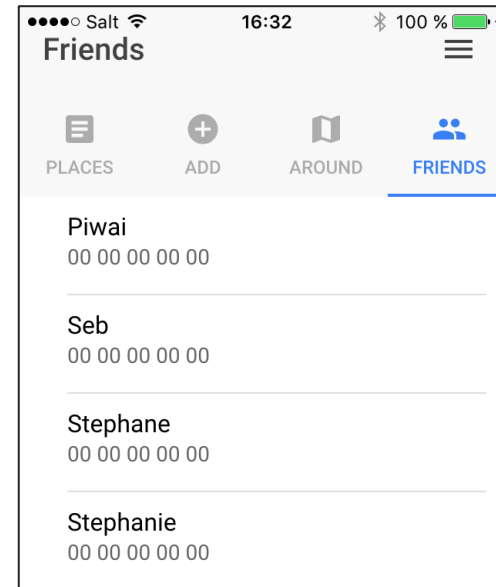 Salt 16:32 100 %
Friends
PLACES ADD AROUND FRIENDS
Piwai
00 00 00 00 00
Seb
00 00 00 00 00
Stephane
00 00 00 00 00
Stephanie
00 00 00 00 00